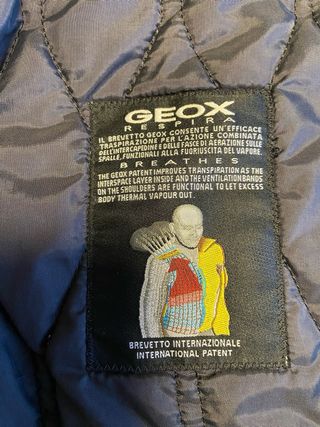 GEOX
RESPIRA
IL BREVETTO GEOX CONSENTE UN'EFFICACE
TRASPIRAZIONE PER L'AZIONE COMBINATA
DELL'INTERCAPEDINE E DELLE FASCE DI AERAZIONE SULLE
SPALLE, FUNZIONALI ALLA FUORIUSCITA DEL VAPORE.
BREATHES
THE GEOX PATENT IMPROVES TRANSPIRATION AS THE
INTERSPACE LAYER INSIDE AND THE VENTILATION BANDS
ON THE SHOULDERS ARE FUNCTIONAL TO LET EXCESS
BODY THERMAL VAPOUR OUT.
BREVETTO INTERNAZIONALE
INTERNATIONAL PATENT